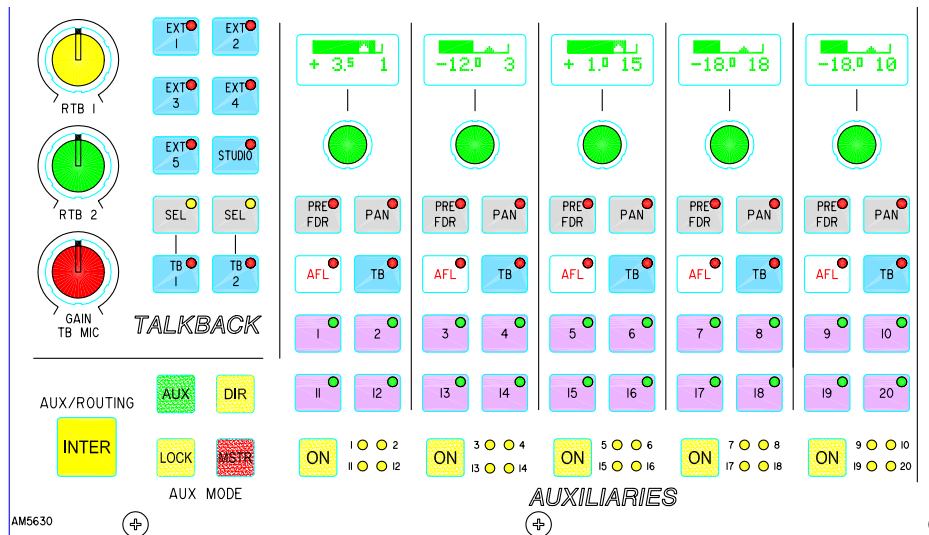 EXT 1
EXT 2
EXT 3
EXT 4
EXT 5
STUDIO
SEL
SEL
TB 1
TB 2
RTB 1
RTB 2
GAIN
TB MIC
TALKBACK
+ 3.5 1
-12.0 3
+ 1.0 15
-18.0 18
-18.0 10
PRE FDR
PAN
PRE FDR
PAN
PRE FDR
PAN
PRE FDR
PAN
PRE FDR
PAN
AFL
TB
AFL
TB
AFL
TB
AFL
TB
AFL
TB
1 2 3 4 5 6 7 8 9 10
11 12 13 14 15 16 17 18 19 20
AUX/ROUTING
INTER
AUX
DIR
LOCK
MSTR
AUX MODE
ON
1 2
11 12
ON
3 4
13 14
ON
5 6
15 16
ON
7 8
17 18
ON
9 10
19 20
AUXILIARIES
AM5630